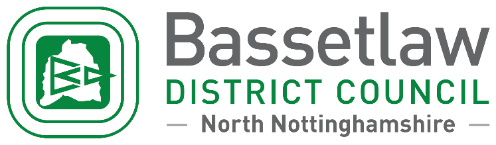 Bassetlaw
DISTRICT COUNCIL
North Nottinghamshire